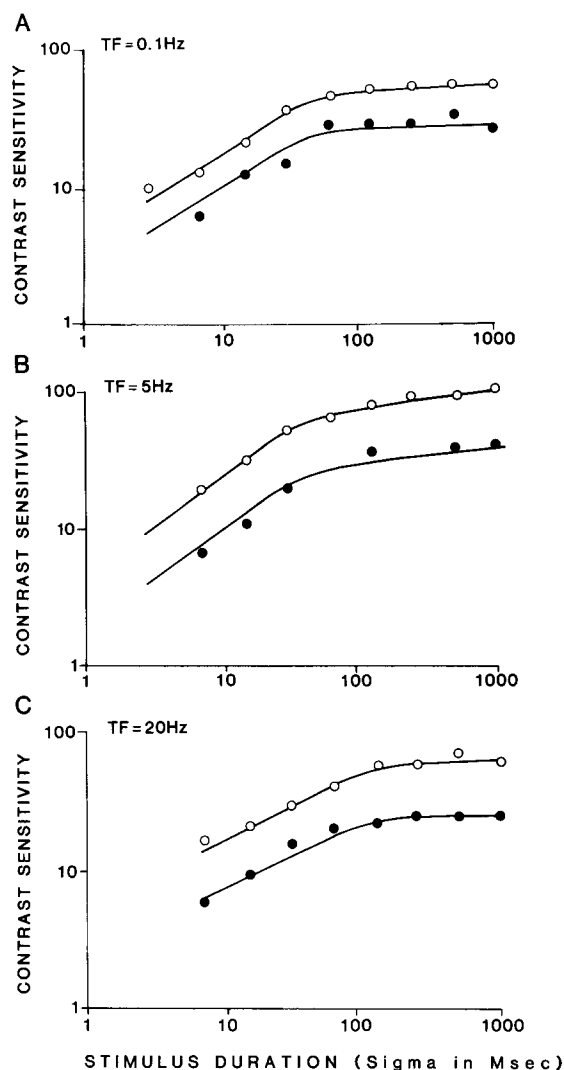 A
TF=0.1Hz
100
10
1
1 10 100 1000
CONTRAST SENSITIVITY
B
TF=5Hz
100
10
1
1 10 100 1000
CONTRAST SENSITIVITY
C
TF=20Hz
100
10
1
1 10 100 1000
CONTRAST SENSITIVITY
STIMULUS DURATION (Sigma in Msec)